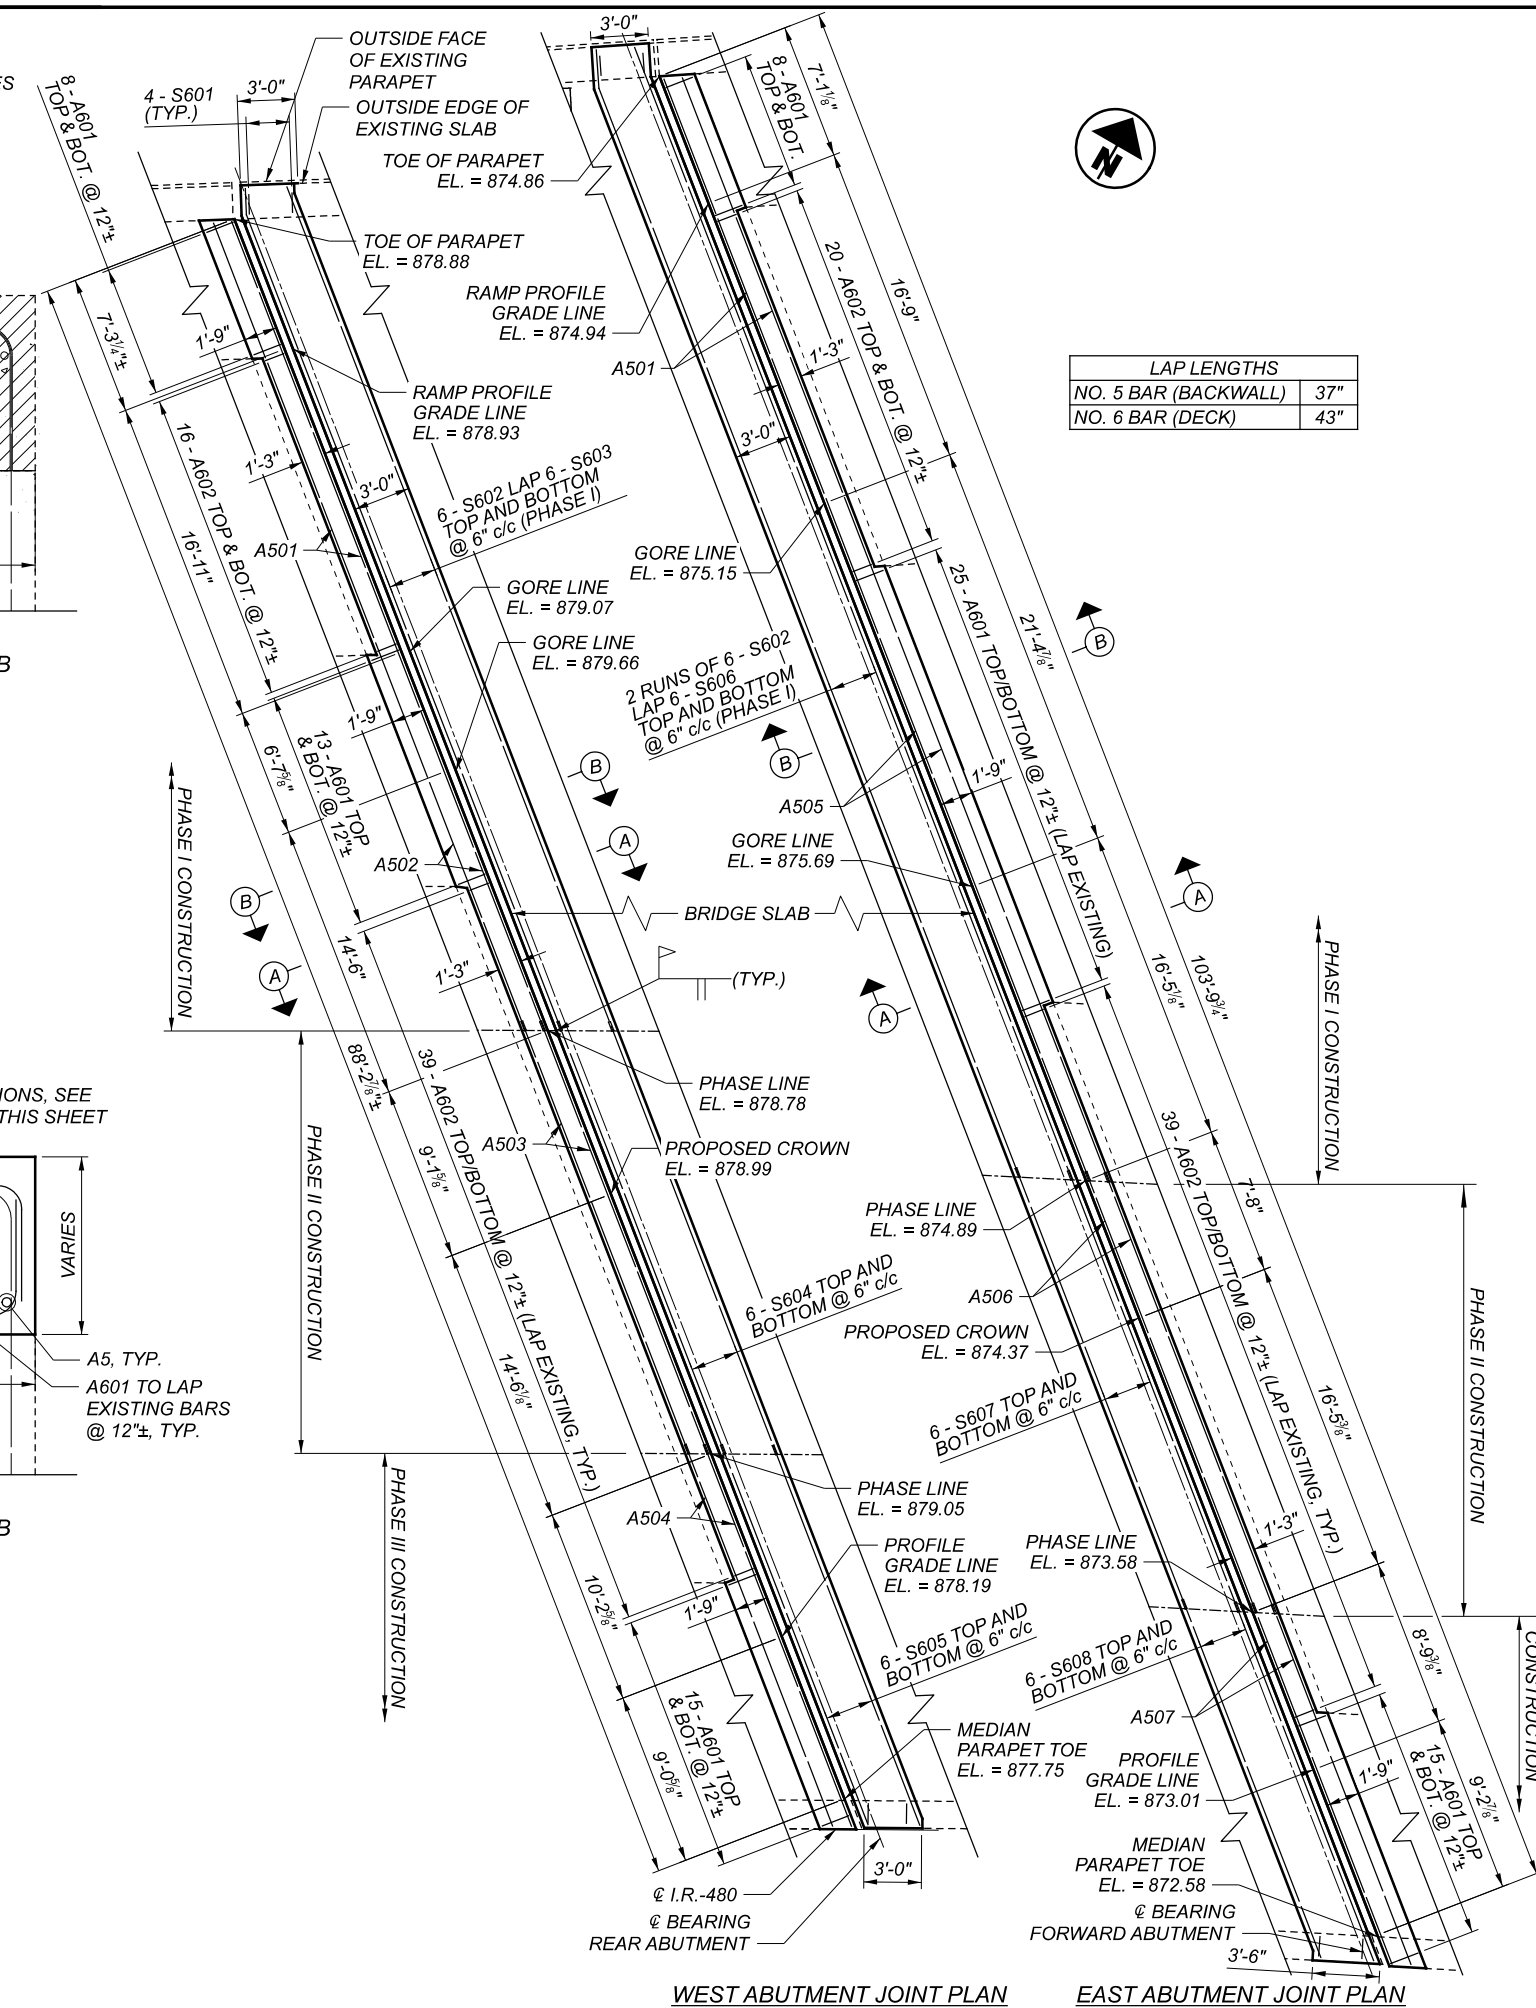 ES
8 - A601
TOP & BOT. @ 12"±
4 - S601
(TYP.)
3'-0"
OUTSIDE FACE
OF EXISTING
PARAPET
OUTSIDE EDGE OF
EXISTING SLAB
TOE OF PARAPET
EL. = 874.86
TOE OF PARAPET
EL. = 878.88
RAMP PROFILE
GRADE LINE
EL. = 874.94
RAMP PROFILE
GRADE LINE
EL. = 878.93
3'-0"
8 - A601
TOP & BOT.
7'-1⅛"
N
20 - A602 TOP & BOT. @ 12"±
16'-9"
LAP LENGTHS
NO. 5 BAR (BACKWALL) 37"
NO. 6 BAR (DECK) 43"
7'-3¼"±
1'-9"
A501
1'-3"
3'-0"
16 - A602 TOP & BOT. @ 12"±
1'-3"
3'-0"
16'-11"
A501
6 - S602 LAP 6 - S603
TOP AND BOTTOM
@ 6" c/c (PHASE I)
GORE LINE
EL. = 875.15
GORE LINE
EL. = 879.07
GORE LINE
EL. = 879.66
25 - A601 TOP/BOTTOM @ 12"± (LAP EXISTING)
21'-4⅞"
B
B
2 RUNS OF 6 - S602
LAP 6 - S606
TOP AND BOTTOM
@ 6" c/c (PHASE I)
1'-9"
13 - A601 TOP
& BOT. @ 12"±
6'-7⅝"
B
B
A
PHASE I CONSTRUCTION
A505
1'-9"
GORE LINE
EL. = 875.69
A502
B
A
BRIDGE SLAB
A
A
14'-6"
1'-3"
(TYP.)
16'-5⅛"
103'-9¾"
PHASE I CONSTRUCTION
88'-2⅞"±
39 - A602 TOP/BOTTOM @ 12"± (LAP EXISTING, TYP.)
PHASE LINE
EL. = 878.78
IONS, SEE
THIS SHEET
PHASE II CONSTRUCTION
9'-1⅝"
A503
PROPOSED CROWN
EL. = 878.99
39 - A602 TOP/BOTTOM @ 12"± (LAP EXISTING, TYP.)
7'-8"
VARIES
PHASE LINE
EL. = 874.89
A506
6 - S604 TOP AND
BOTTOM @ 6" c/c
PROPOSED CROWN
EL. = 874.37
PHASE II CONSTRUCTION
A5, TYP.
A601 TO LAP
EXISTING BARS
@ 12"±, TYP.
14'-6⅛"
6 - S607 TOP AND
BOTTOM @ 6" c/c
16'-5⅜"
PHASE III CONSTRUCTION
B
A504
PHASE LINE
EL. = 879.05
PROFILE
GRADE LINE
EL. = 878.19
PHASE LINE
EL. = 873.58
1'-3"
10'-2⅝"
1'-9"
6 - S605 TOP AND
BOTTOM @ 6" c/c
6 - S608 TOP AND
BOTTOM @ 6" c/c
8'-9⅜"
CONSTRUCTION
15 - A601 TOP
& BOT. @ 12"±
9'-0⅝"
MEDIAN
PARAPET TOE
EL. = 877.75
A507
PROFILE
GRADE LINE
EL. = 873.01
1'-9"
15 - A601 TOP
& BOT. @ 12"±
9'-2⅞"
MEDIAN
PARAPET TOE
EL. = 872.58
3'-0"
℄ I.R.-480
℄ BEARING
REAR ABUTMENT
℄ BEARING
FORWARD ABUTMENT
3'-6"
WEST ABUTMENT JOINT PLAN
EAST ABUTMENT JOINT PLAN